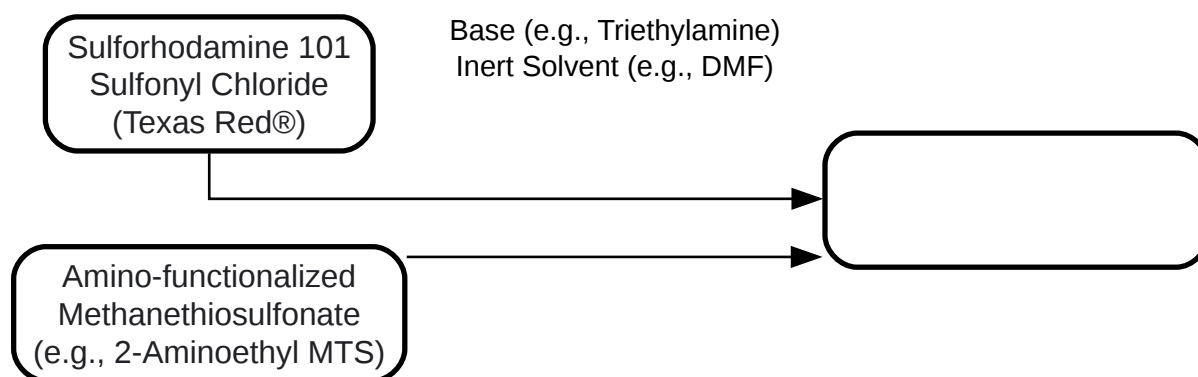 Sulforhodamine 101
Sulfonyl Chloride
(Texas Red®)
Base (e.g., Triethylamine)
Inert Solvent (e.g., DMF)
Amino-functionalized
Methanethiosulfonate
(e.g., 2-Aminoethyl MTS)